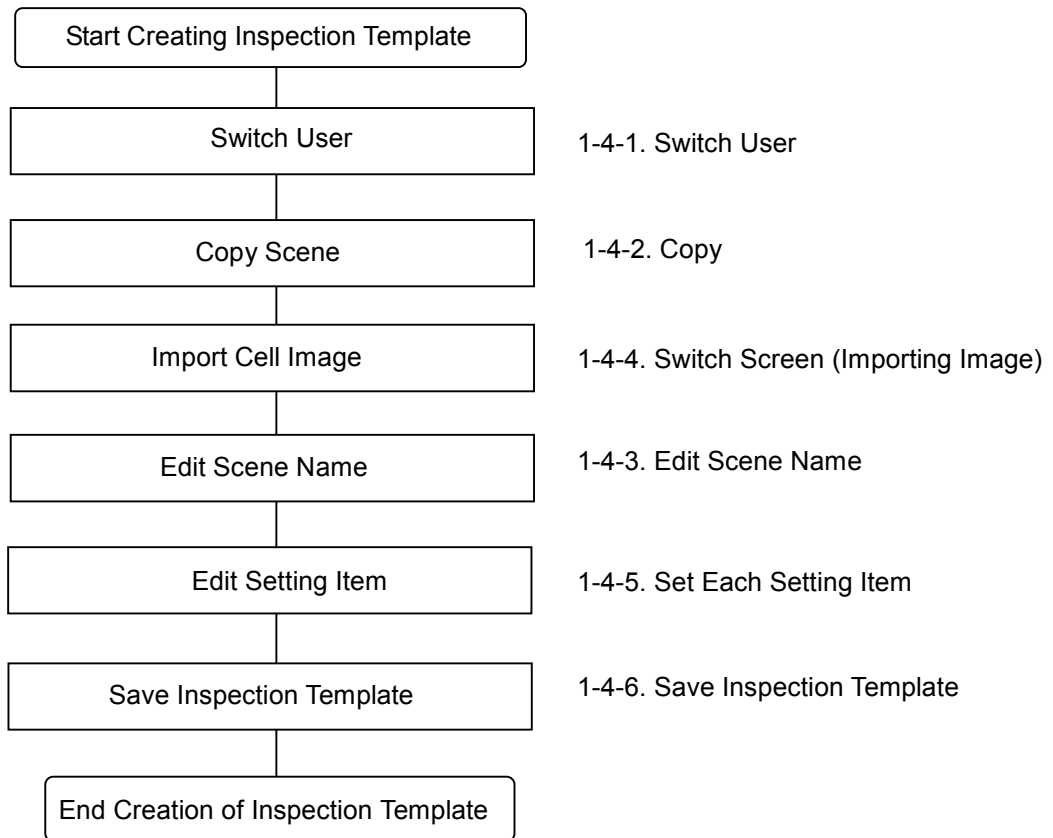 Start Creating Inspection Template
Switch User
1-4-1. Switch User
Copy Scene
1-4-2. Copy
Import Cell Image
1-4-4. Switch Screen (Importing Image)
Edit Scene Name
1-4-3. Edit Scene Name
Edit Setting Item
1-4-5. Set Each Setting Item
Save Inspection Template
1-4-6. Save Inspection Template
End Creation of Inspection Template